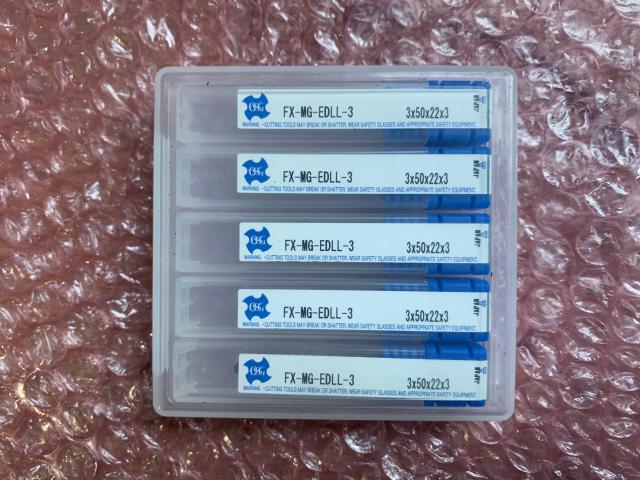 OSG FX-MG-EDLL-3 3x50x22x3
WARNING •CUTTING TOOLS MAY BREAK OR SHATTER. WEAR SAFETY GLASSES AND APPROPRIATE SAFETY EQUIPMENT.
OSG FX-MG-EDLL-3 3x50x22x3
WARNING •CUTTING TOOLS MAY BREAK OR SHATTER. WEAR SAFETY GLASSES AND APPROPRIATE SAFETY EQUIPMENT.
OSG FX-MG-EDLL-3 3x50x22x3
WARNING •CUTTING TOOLS MAY BREAK OR SHATTER. WEAR SAFETY GLASSES AND APPROPRIATE SAFETY EQUIPMENT.
OSG FX-MG-EDLL-3 3x50x22x3
WARNING •CUTTING TOOLS MAY BREAK OR SHATTER. WEAR SAFETY GLASSES AND APPROPRIATE SAFETY EQUIPMENT.
OSG FX-MG-EDLL-3 3x50x22x3
WARNING •CUTTING TOOLS MAY BREAK OR SHATTER. WEAR SAFETY GLASSES AND APPROPRIATE SAFETY EQUIPMENT.